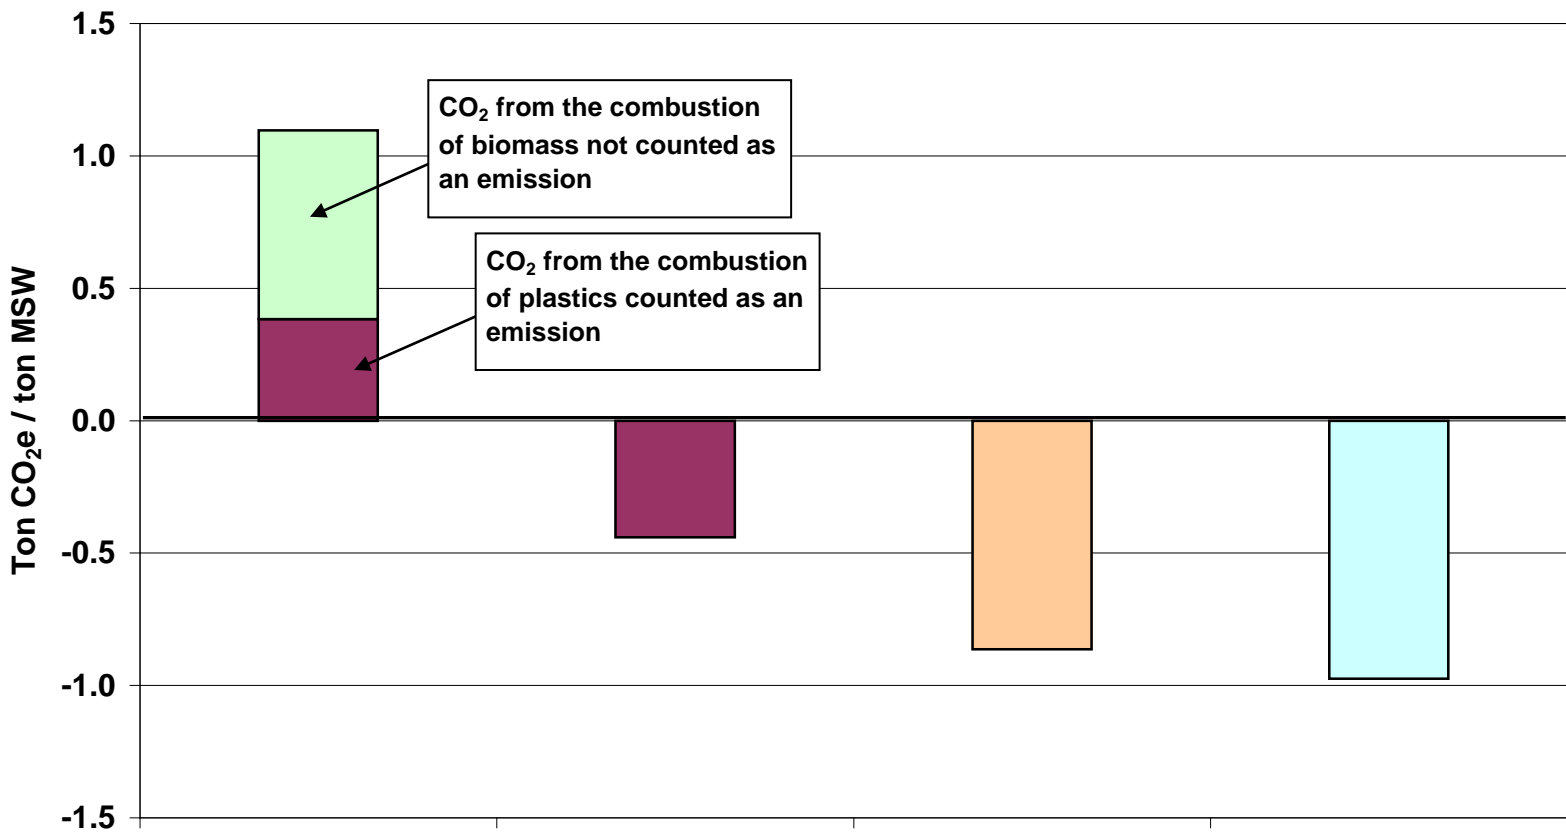 1.5
CO₂ from the combustion
of biomass not counted as
an emission
1.0
CO₂ from the combustion
of plastics counted as an
emission
0.5
Ton CO₂e / ton MSW
0.0
-0.5
-1.0
-1.5